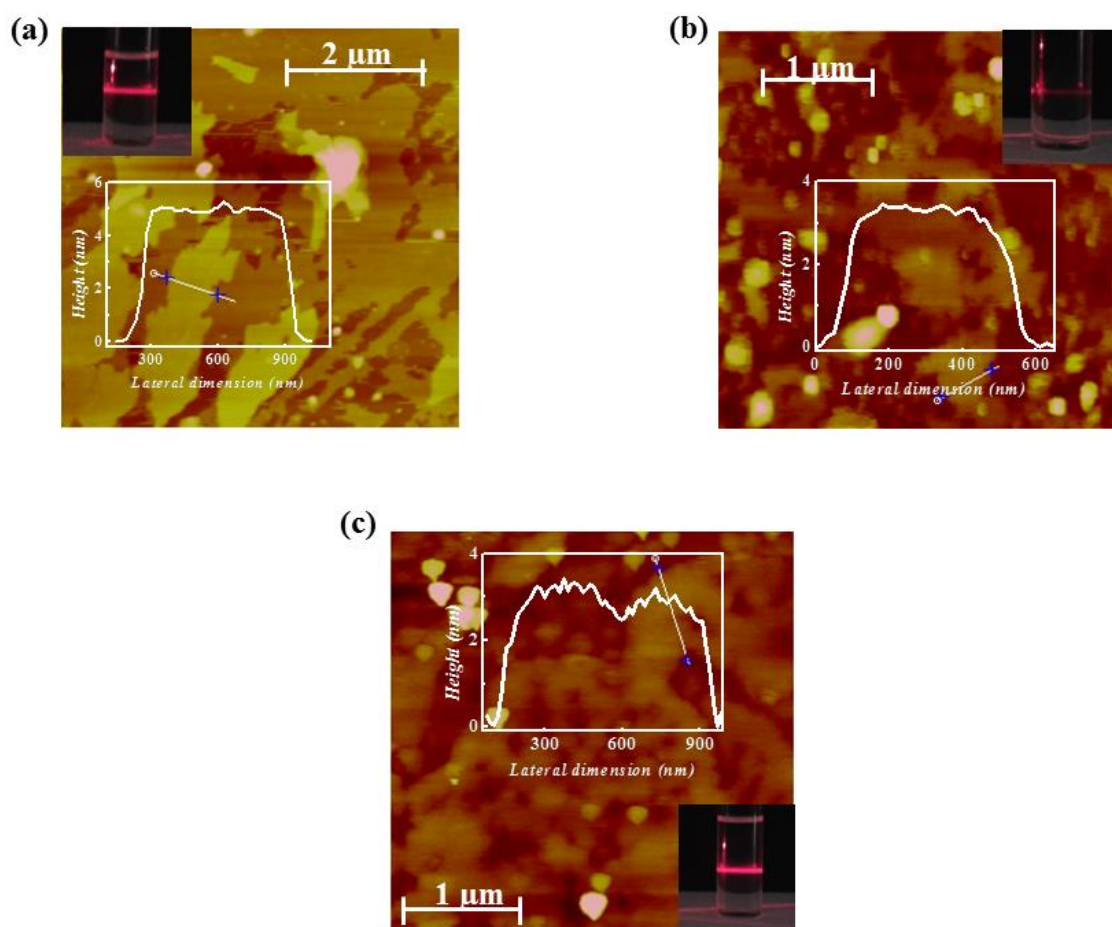 (a)
2 μm
6
4
2
0
Height (nm)
300 600 900
Lateral dimension (nm)
(b)
1 μm
4
2
0
Height (nm)
0 200 400 600
Lateral dimension (nm)
(c)
4
2
0
Height (nm)
300 600 900
Lateral dimension (nm)
1 μm